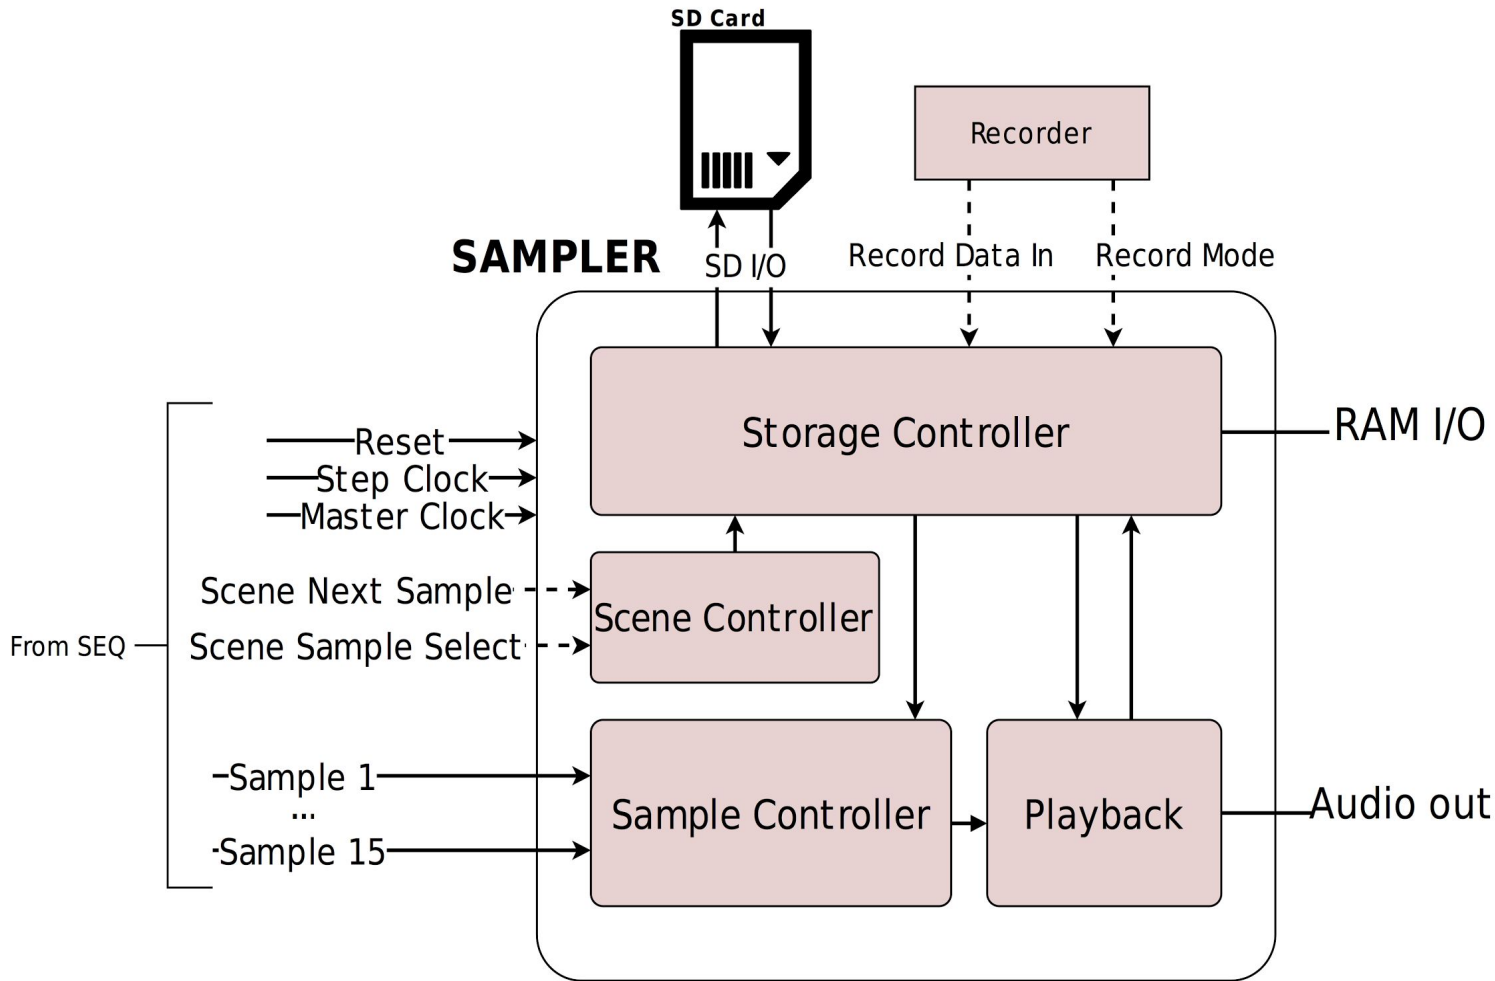 SD Card
Recorder
SAMPLER
SD I/O
Record Data In
Record Mode
Storage Controller
RAM I/O
Reset
Step Clock
Master Clock
Scene Next Sample
Scene Controller
From SEQ
Scene Sample Select
Sample 1
...
Sample 15
Sample Controller
Playback
Audio out